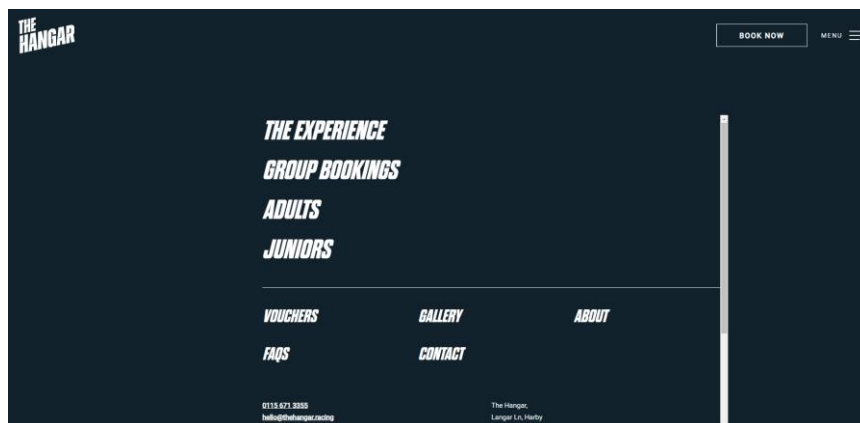 THE
HANGAR
BOOK NOW
MENU
THE EXPERIENCE
GROUP BOOKINGS
ADULTS
JUNIORS
VOUCHERS GALLERY ABOUT
FAQS CONTACT
0115 671 3355 The Hangar,
hello@thehangar.racing Langar Ln, Harby